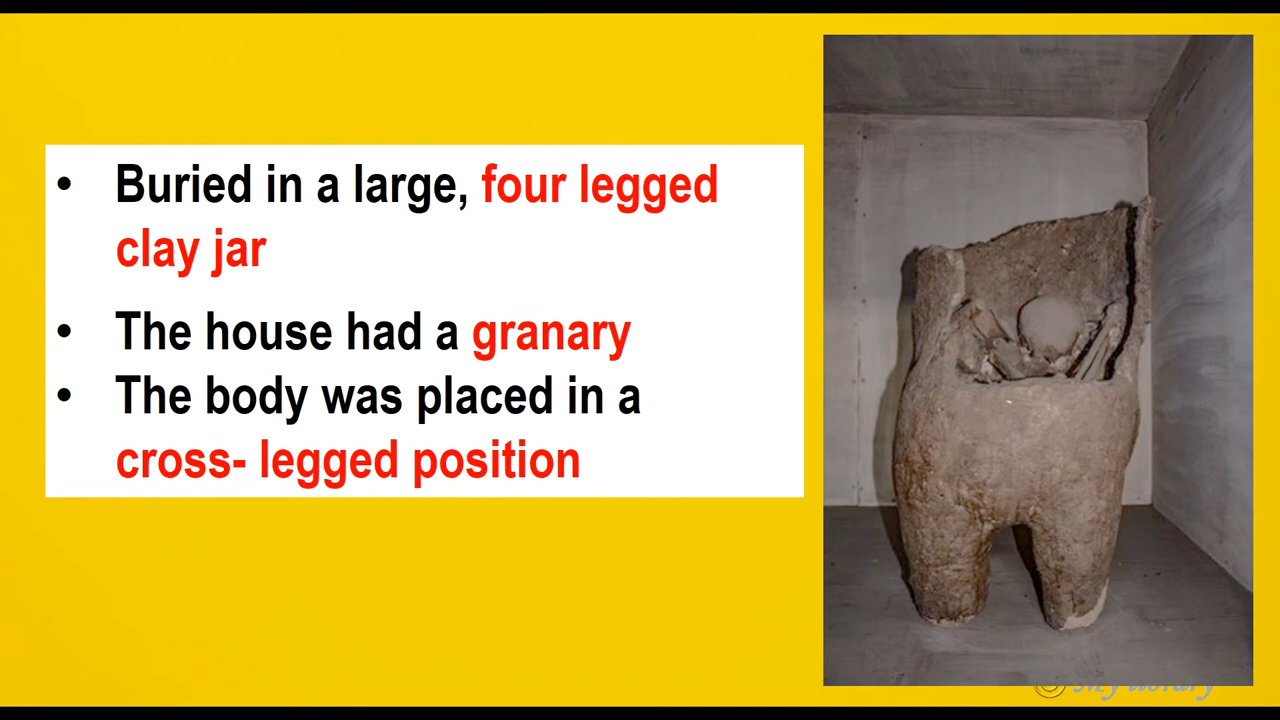 • Buried in a large, four legged
clay jar
• The house had a granary
• The body was placed in a
cross- legged position